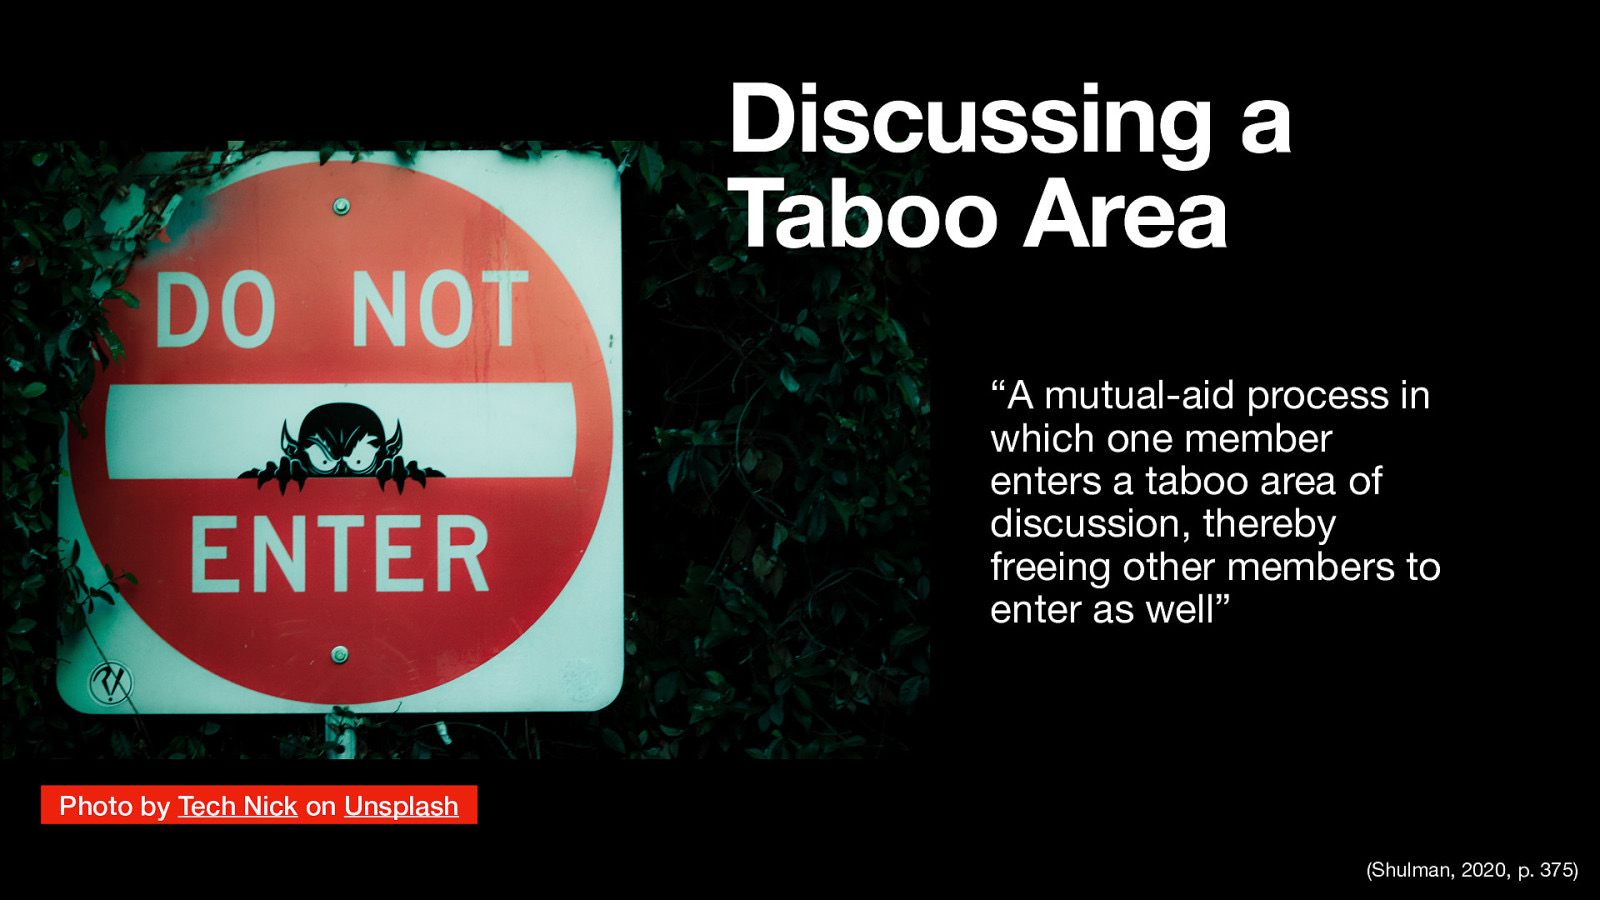 Discussing a
Taboo Area
DO NOT
ENTER
“A mutual-aid process in
which one member
enters a taboo area of
discussion, thereby
freeing other members to
enter as well”
Photo by Tech Nick on Unsplash
(Shulman, 2020, p. 375)